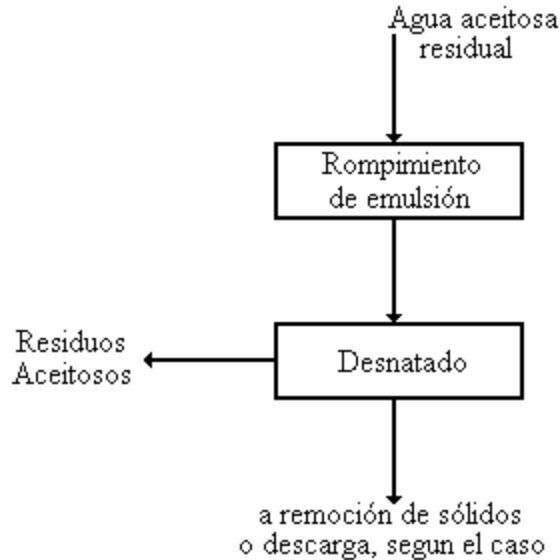 Agua aceitosa
residual
Rompimiento
de emulsión
Residuos
Aceitosos
Desnatado
a remoción de sólidos
o descarga, segun el caso